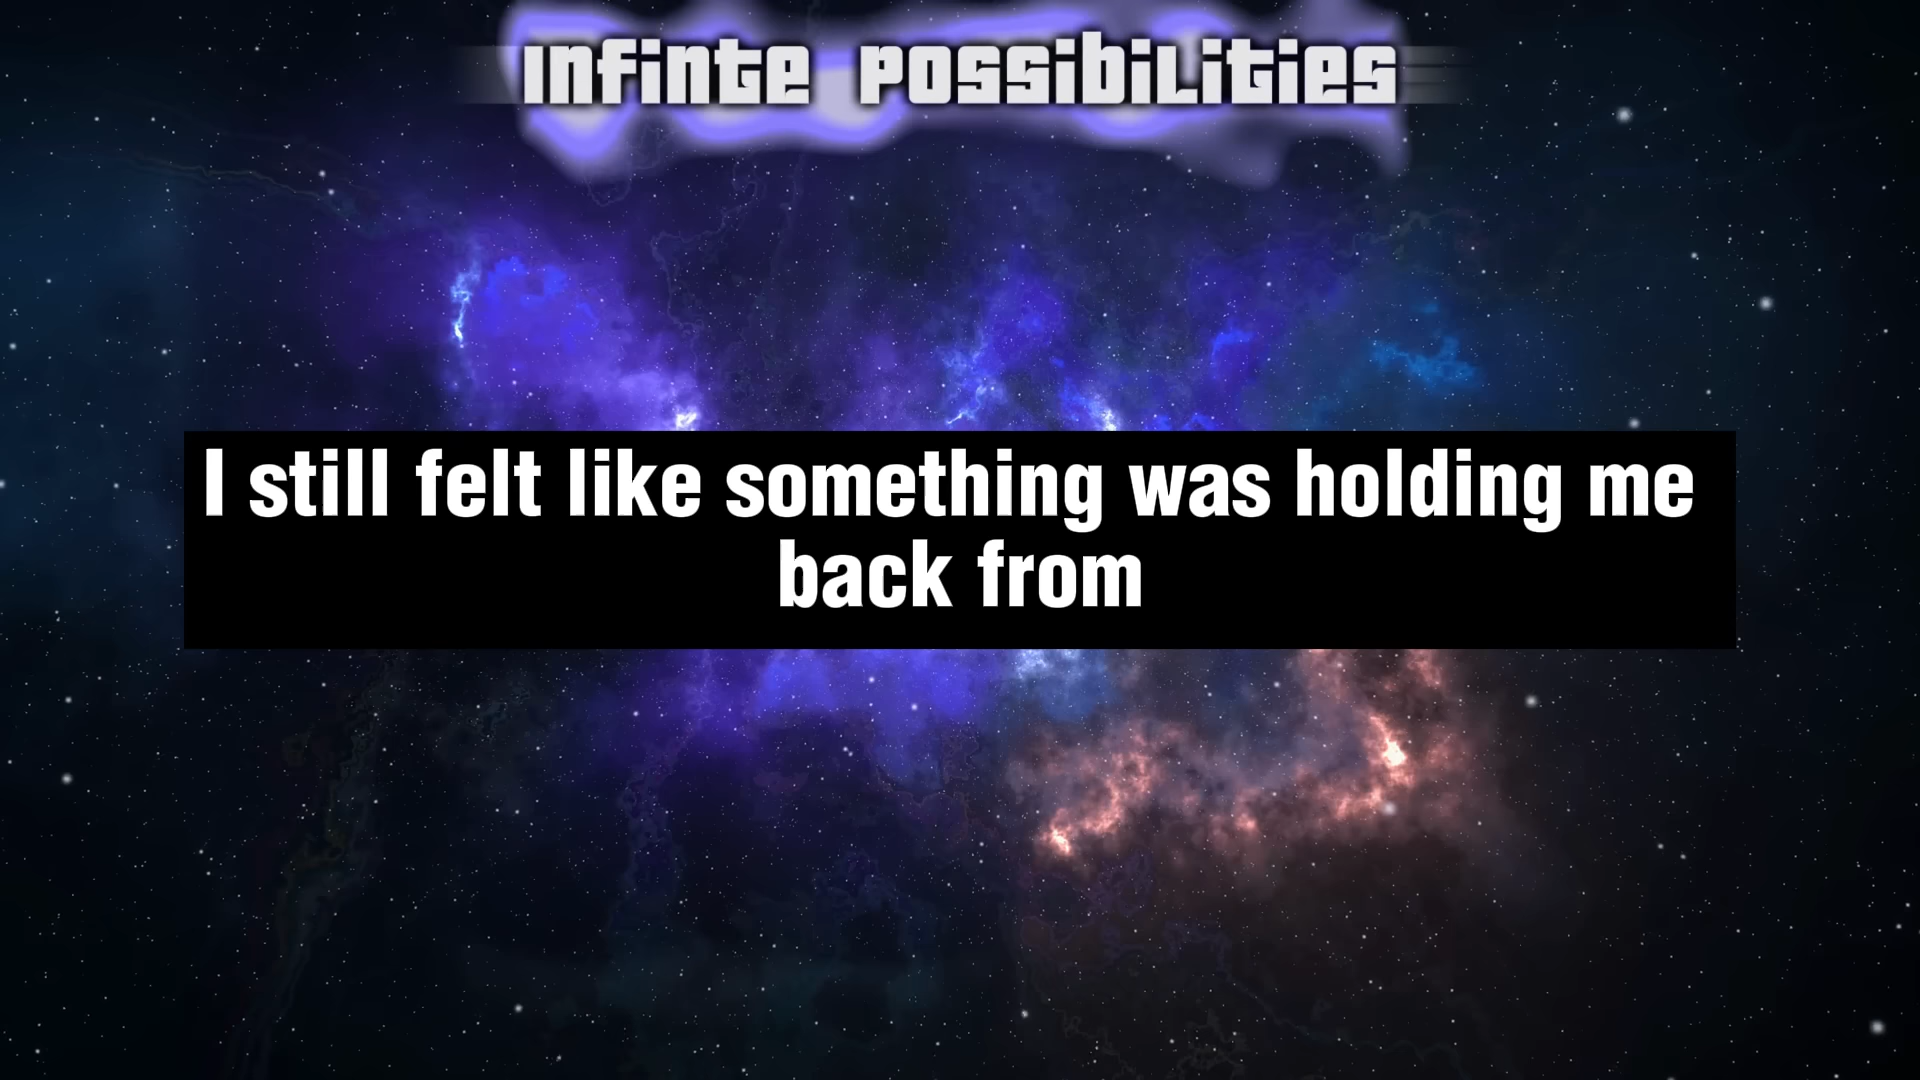 Infinte Possibilities
I still felt like something was holding me
back from